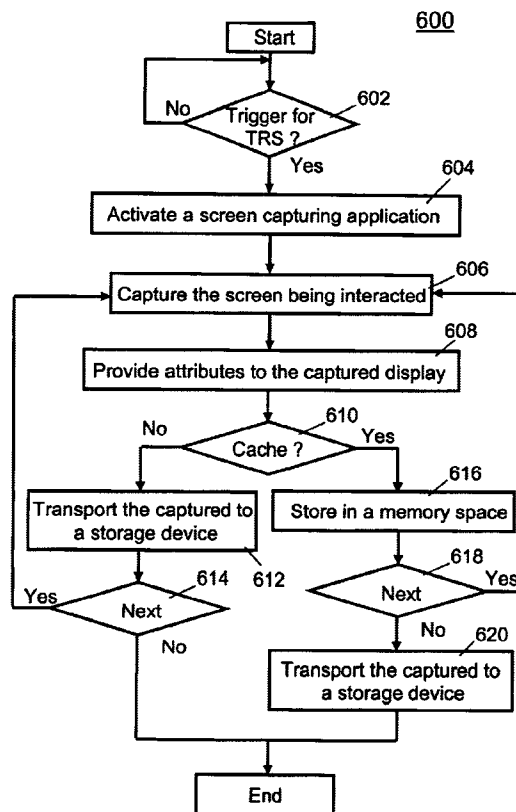 600
Start
602
No
Trigger for
TRS ?
Yes
604
Activate a screen capturing application
606
Capture the screen being interacted
608
Provide attributes to the captured display
610
No
Cache ?
Yes
616
Transport the captured to
a storage device
612
Store in a memory space
614
618
Yes
Next
No
Next
Yes
No
620
Transport the captured to
a storage device
End